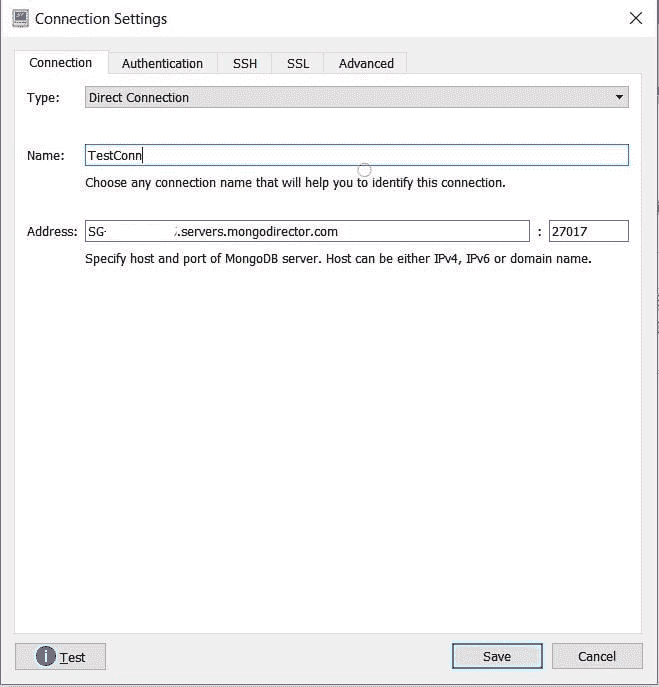 Connection Settings
Connection Authentication SSH SSL Advanced
Type: Direct Connection
Name: TestConn
Choose any connection name that will help you to identify this connection.
Address: SG- .servers.mongodirector.com : 27017
Specify host and port of MongoDB server. Host can be either IPv4, IPv6 or domain name.
i Test Save Cancel